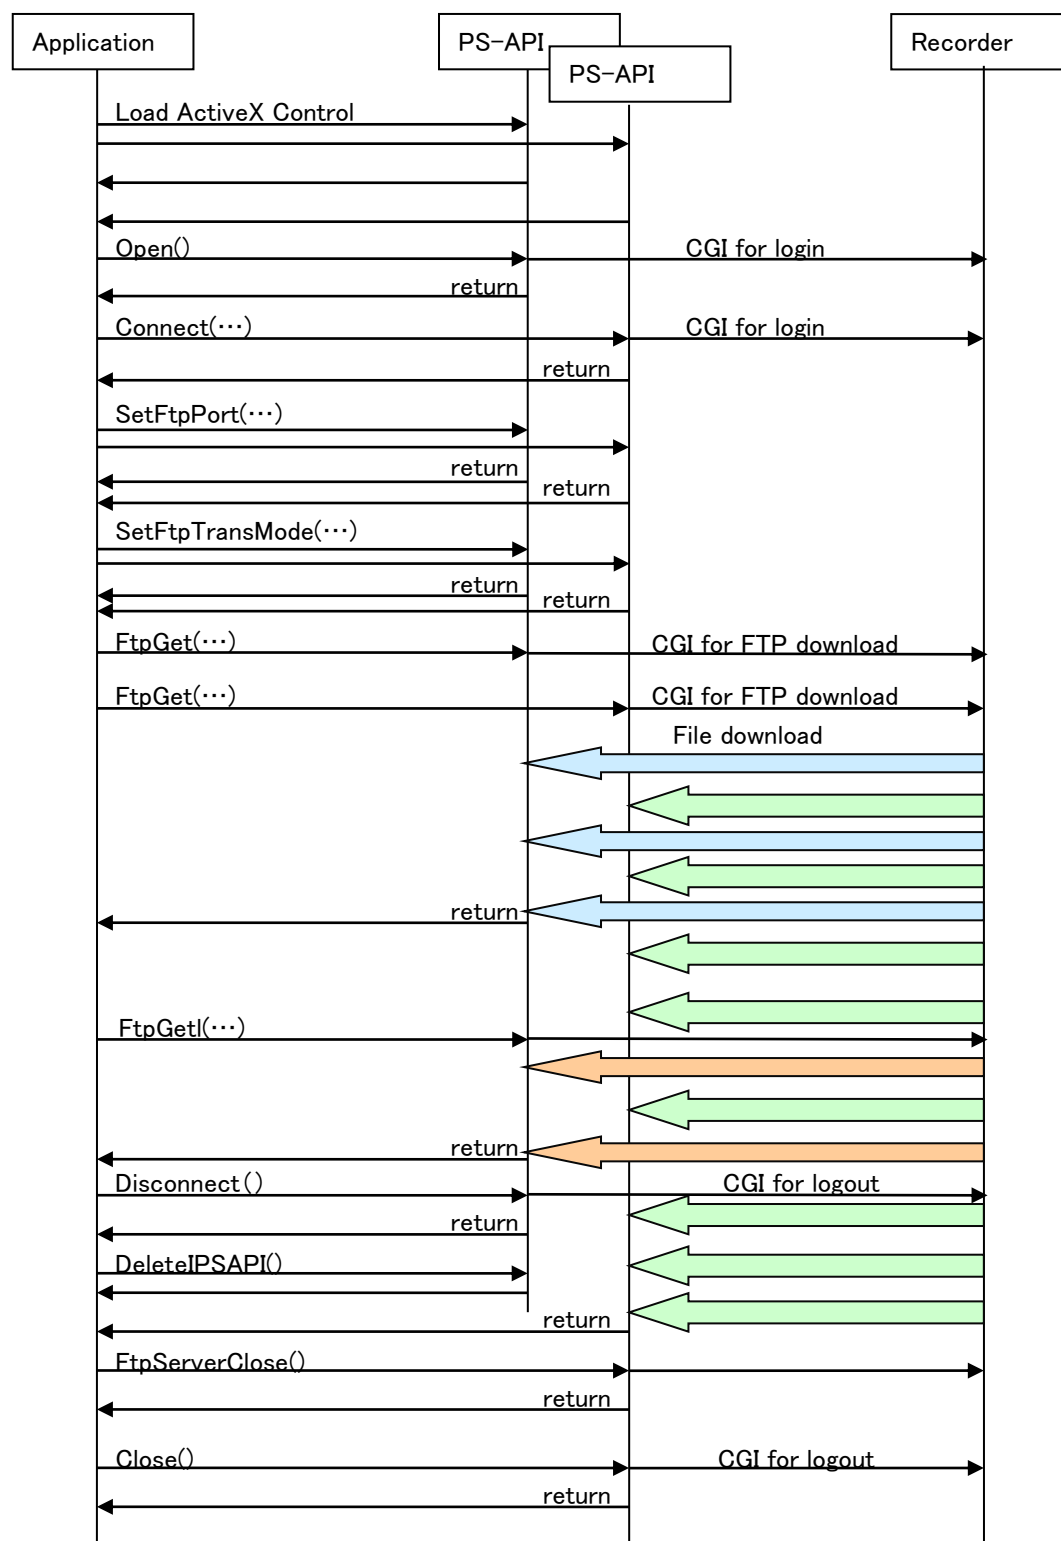 Application
PS-API
PS-API
Recorder
Load ActiveX Control
Open()
CGI for login
return
Connect(···)
CGI for login
return
SetFtpPort(···)
return
return
SetFtpTransMode(···)
return
return
FtpGet(···)
CGI for FTP download
FtpGet(···)
CGI for FTP download
File download
return
FtpGetl(···)
return
Disconnect()
CGI for logout
return
DeleteIPSAPI()
return
FtpServerClose()
return
Close()
CGI for logout
return